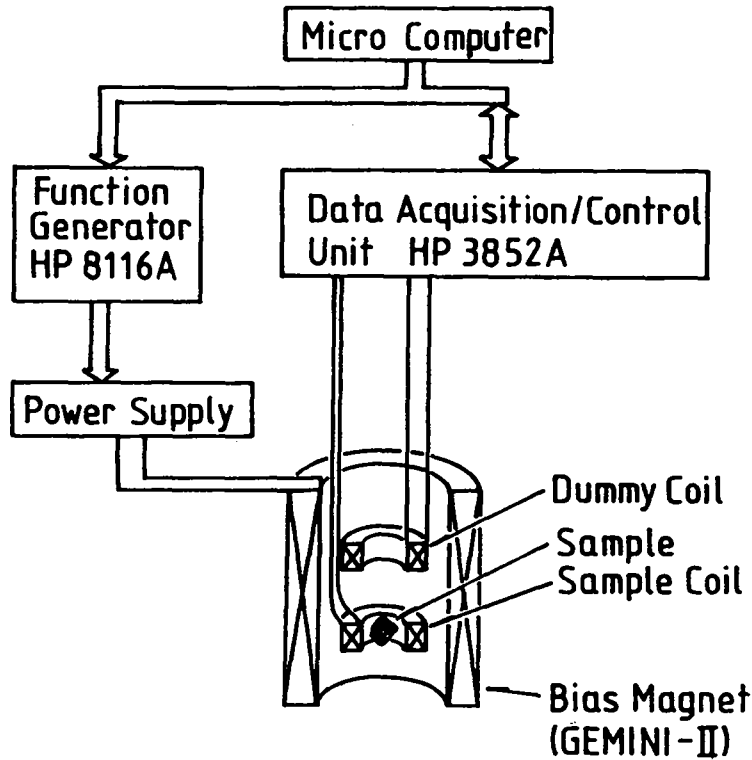 Micro Computer
Function
Generator
HP 8116A
Data Acquisition/Control
Unit HP 3852A
Power Supply
Dummy Coil
Sample
Sample Coil
Bias Magnet
(GEMINI-II)